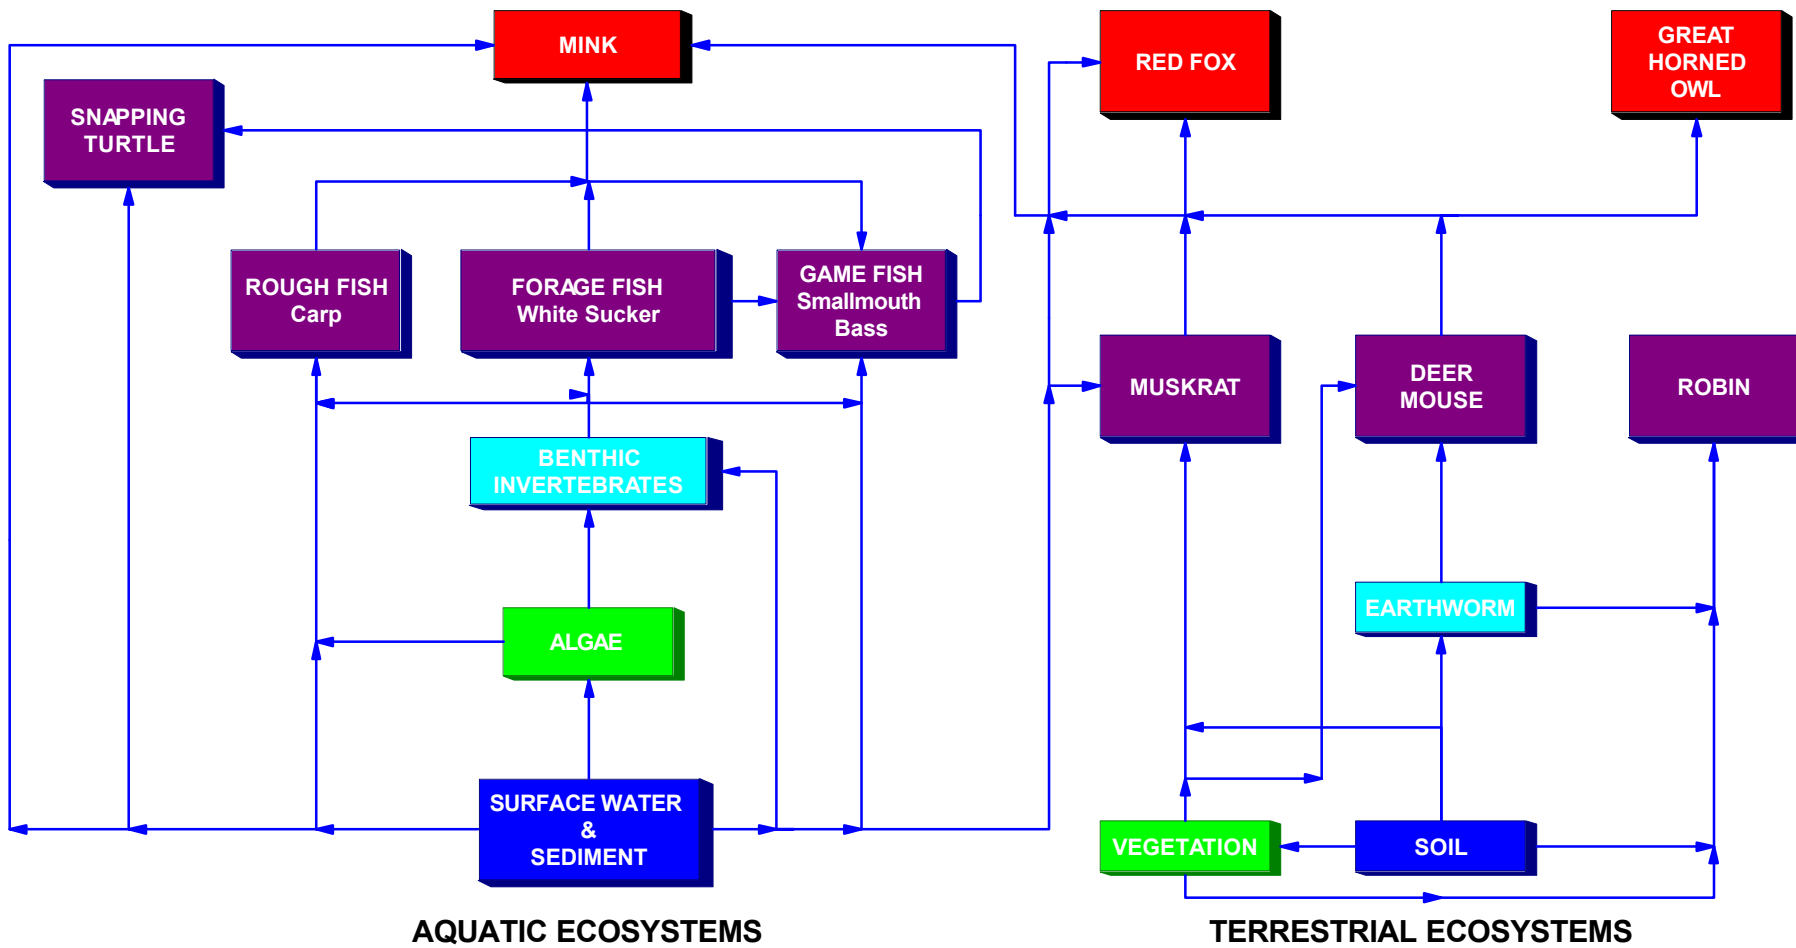 MINK
RED FOX
GREAT
HORNED
OWL
SNAPPING
TURTLE
ROUGH FISH
Carp
FORAGE FISH
White Sucker
GAME FISH
Smallmouth
Bass
MUSKRAT
DEER
MOUSE
ROBIN
BENTHIC
INVERTEBRATES
EARTHWORM
ALGAE
SURFACE WATER
&
SEDIMENT
VEGETATION
SOIL
AQUATIC ECOSYSTEMS
TERRESTRIAL ECOSYSTEMS